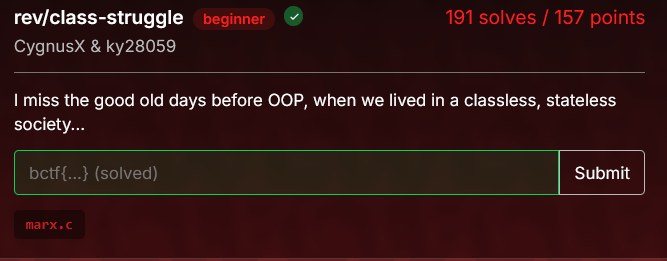 rev/class-struggle beginner 191 solves / 157 points
CygnusX & ky28059
I miss the good old days before OOP, when we lived in a classless, stateless
society...
bctf{...} (solved) Submit
marx.c